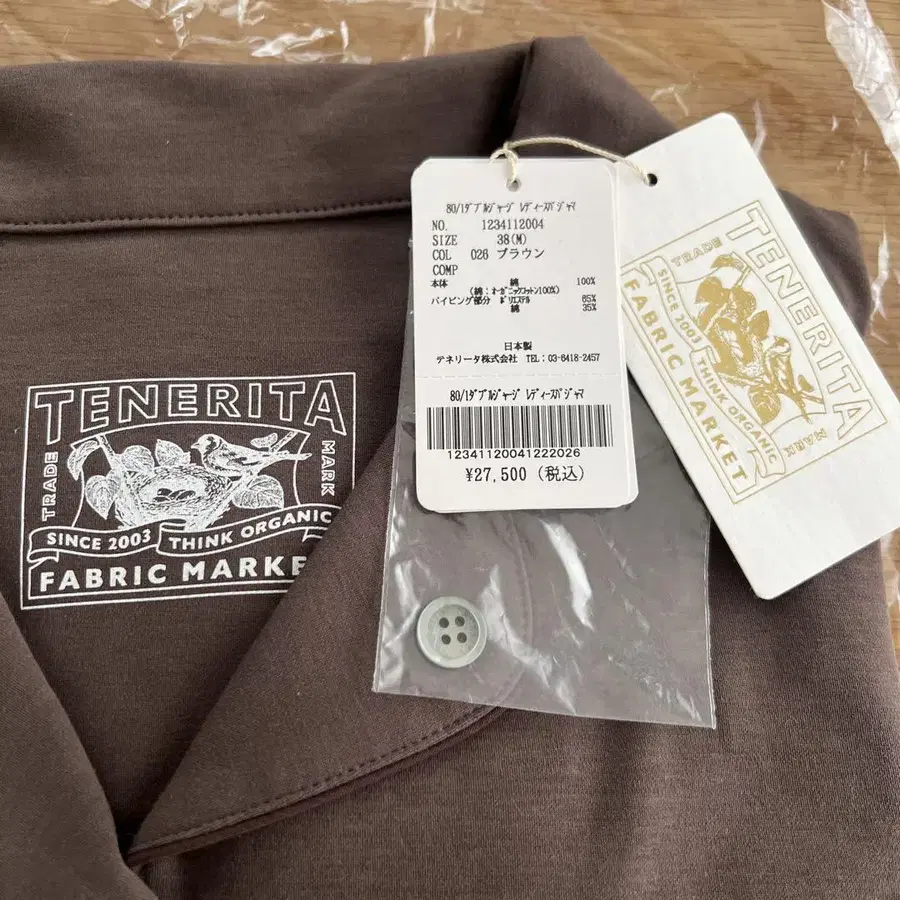 80/1ダブルジャージ レディースパジャマ
NO. 1234112004
SIZE 38(M)
COL 026 ブラウン
COMP
本体 綿 100%
(綿：オーガニックコットン100%)
パイピング部分 ポリエステル 65%
綿 35%
日本製
テネリータ株式会社 TEL：03-6418-2457
80/1ダブルジャージ レディースパジャマ
12341120041222026
¥27,500 (税込)
TENERITA
TRADE MARK
SINCE 2003 THINK ORGANIC
FABRIC MARKET
TENERITA
TRADE MARK
SINCE 2003 THINK ORGANIC
FABRIC MARKE